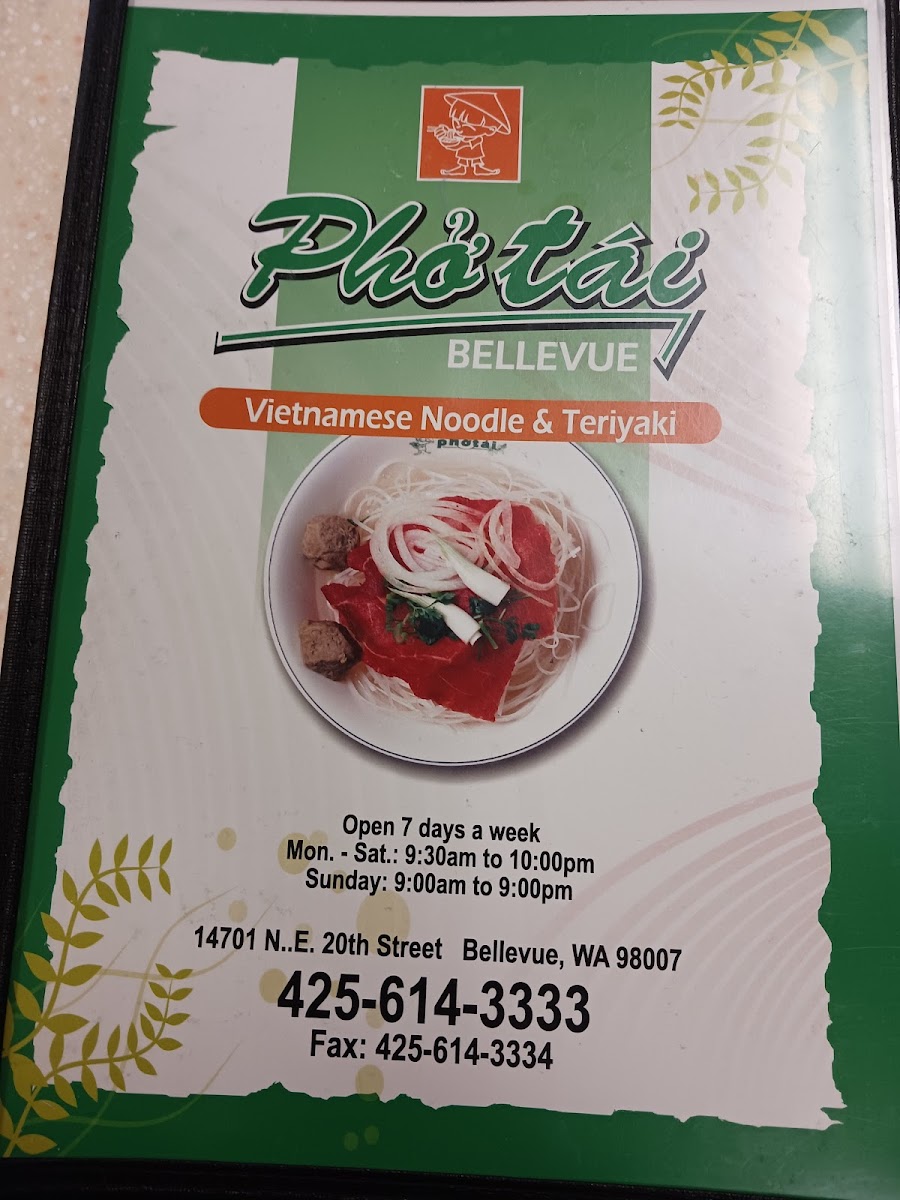 Phở tái
BELLEVUE
Vietnamese Noodle & Teriyaki
phởtái
Open 7 days a week
Mon. - Sat.: 9:30am to 10:00pm
Sunday: 9:00am to 9:00pm
14701 N..E. 20th Street Bellevue, WA 98007
425-614-3333
Fax: 425-614-3334